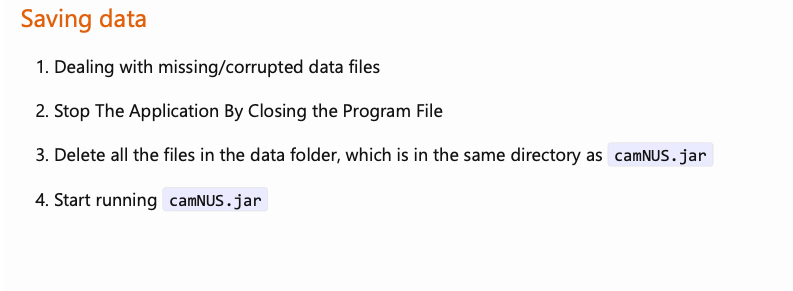 Saving data
1. Dealing with missing/corrupted data files
2. Stop The Application By Closing the Program File
3. Delete all the files in the data folder, which is in the same directory as camNUS.jar
4. Start running camNUS.jar